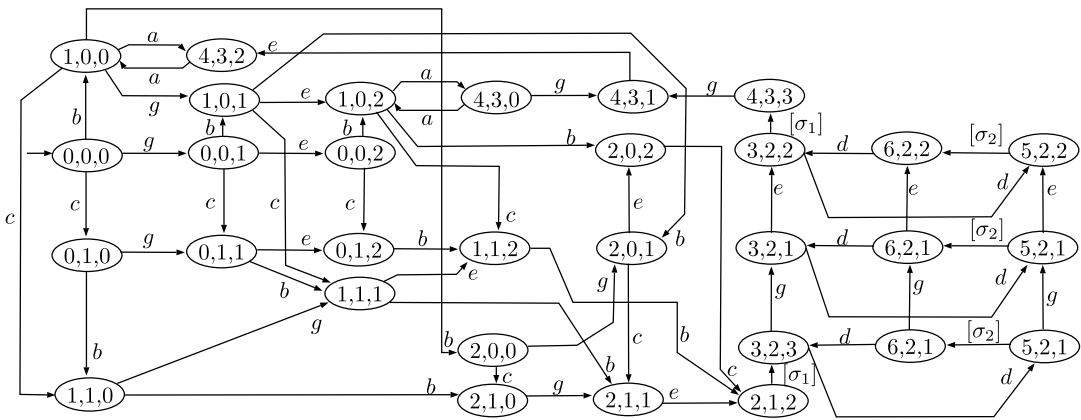 a
1,0,0
4,3,2
e
a
a
g
1,0,1
e
1,0,2
a
4,3,0
g
4,3,1
g
4,3,3
b
b
b
b
[σ1]
0,0,0
g
0,0,1
e
0,0,2
2,0,2
3,2,2
d
6,2,2
[σ2]
5,2,2
c
c
c
c
c
c
e
b
e
d
e
e
0,1,0
g
0,1,1
e
0,1,2
b
1,1,2
2,0,1
3,2,1
d
6,2,1
[σ2]
5,2,1
b
1,1,1
e
g
g
g
d
g
g
b
b
2,0,0
b
c
b
c
3,2,3
d
6,2,1
[σ2]
5,2,1
c
[σ1]
d
1,1,0
b
2,1,0
g
2,1,1
e
2,1,2